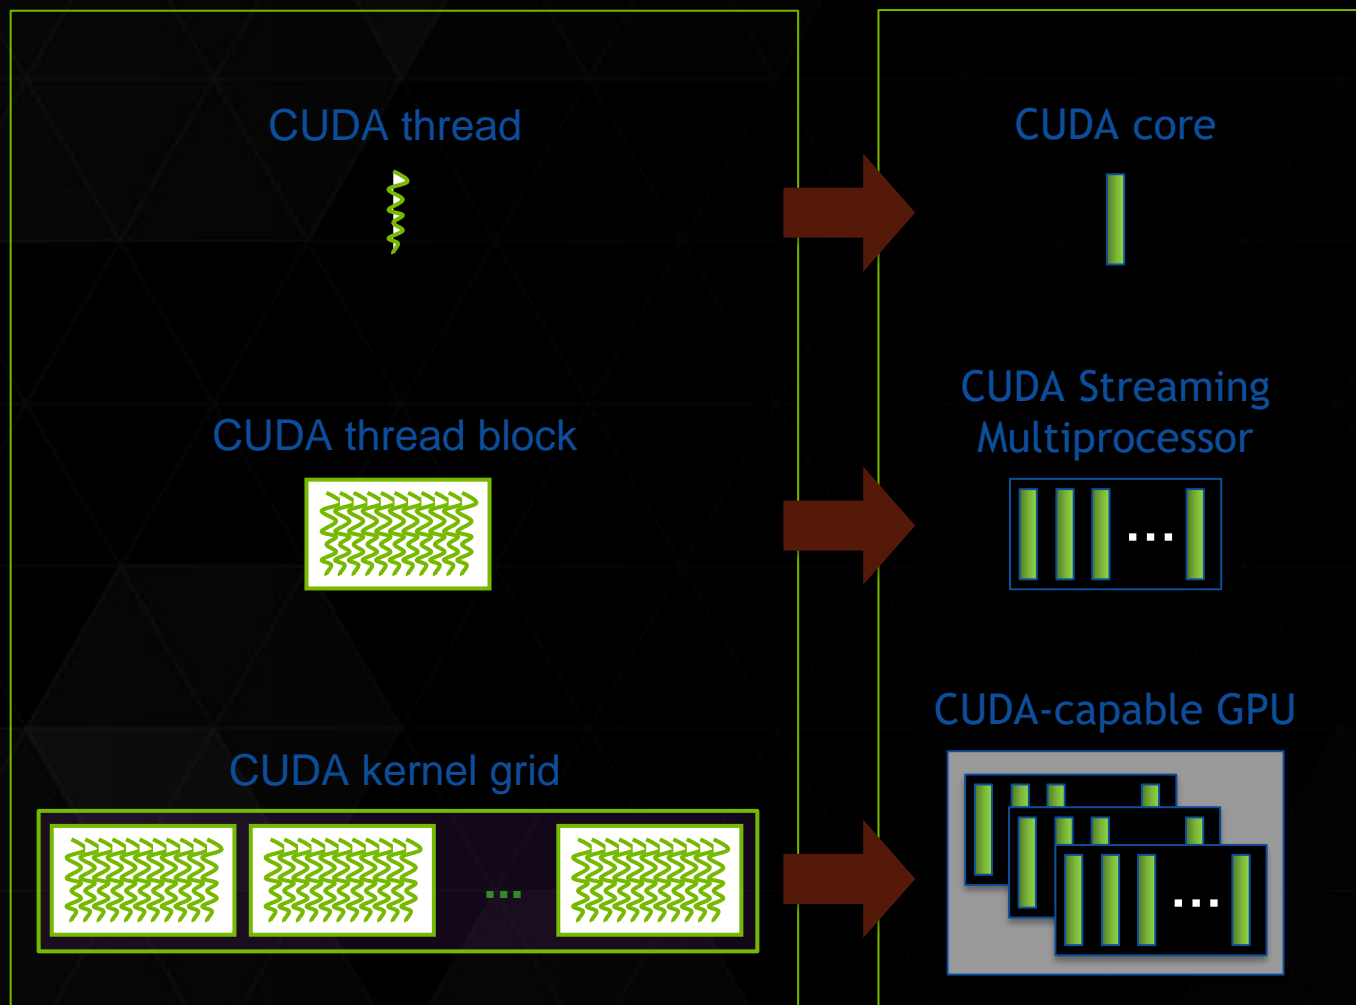 CUDA thread
CUDA core
CUDA thread block
CUDA Streaming
Multiprocessor
CUDA kernel grid
...
CUDA-capable GPU
...
...